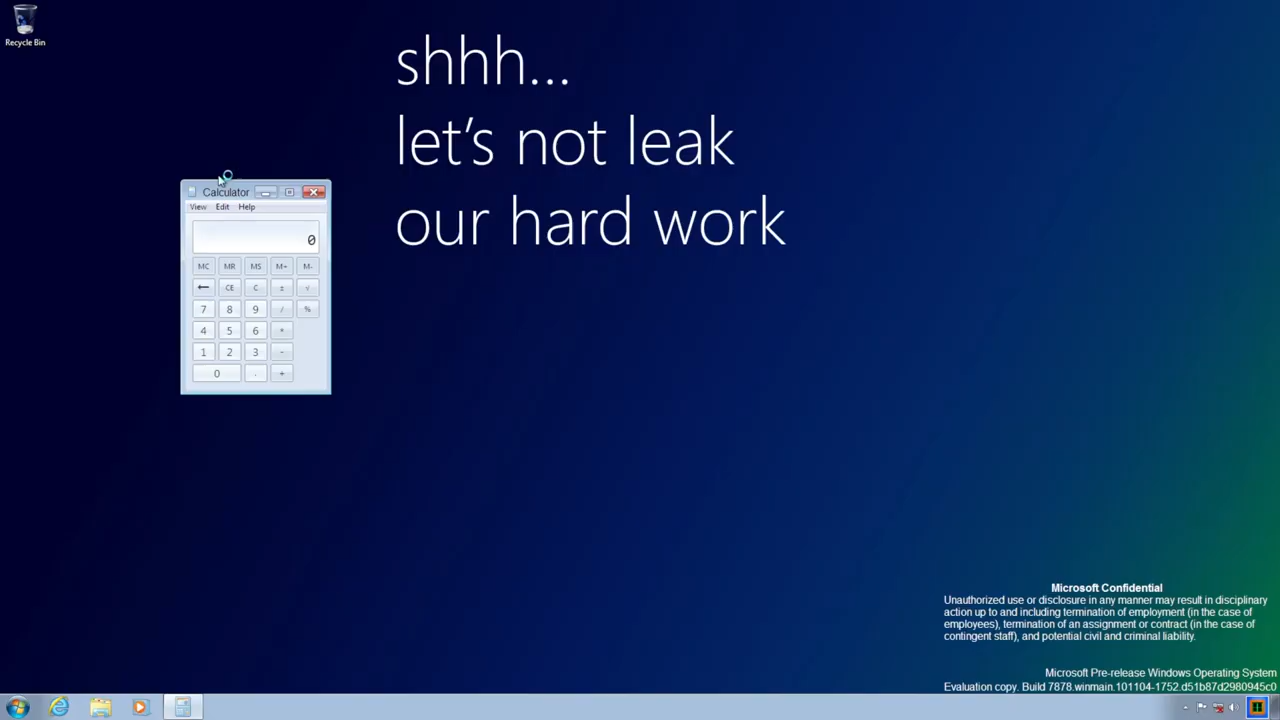 Recycle Bin
shhh...
let's not leak
our hard work
Calculator
View Edit Help
0
MC MR MS M+ M-
← CE C ± √
7 8 9 / %
4 5 6 *
1 2 3 -
0 . +
Microsoft Confidential
Unauthorized use or disclosure in any manner may result in disciplinary
action up to and including termination of employment (in the case of
employees), termination of an assignment or contract (in the case of
contingent staff), and potential civil and criminal liability.
Microsoft Pre-release Windows Operating System
Evaluation copy. Build 7878.winmain.101104-1752.d51b87d2980945c0